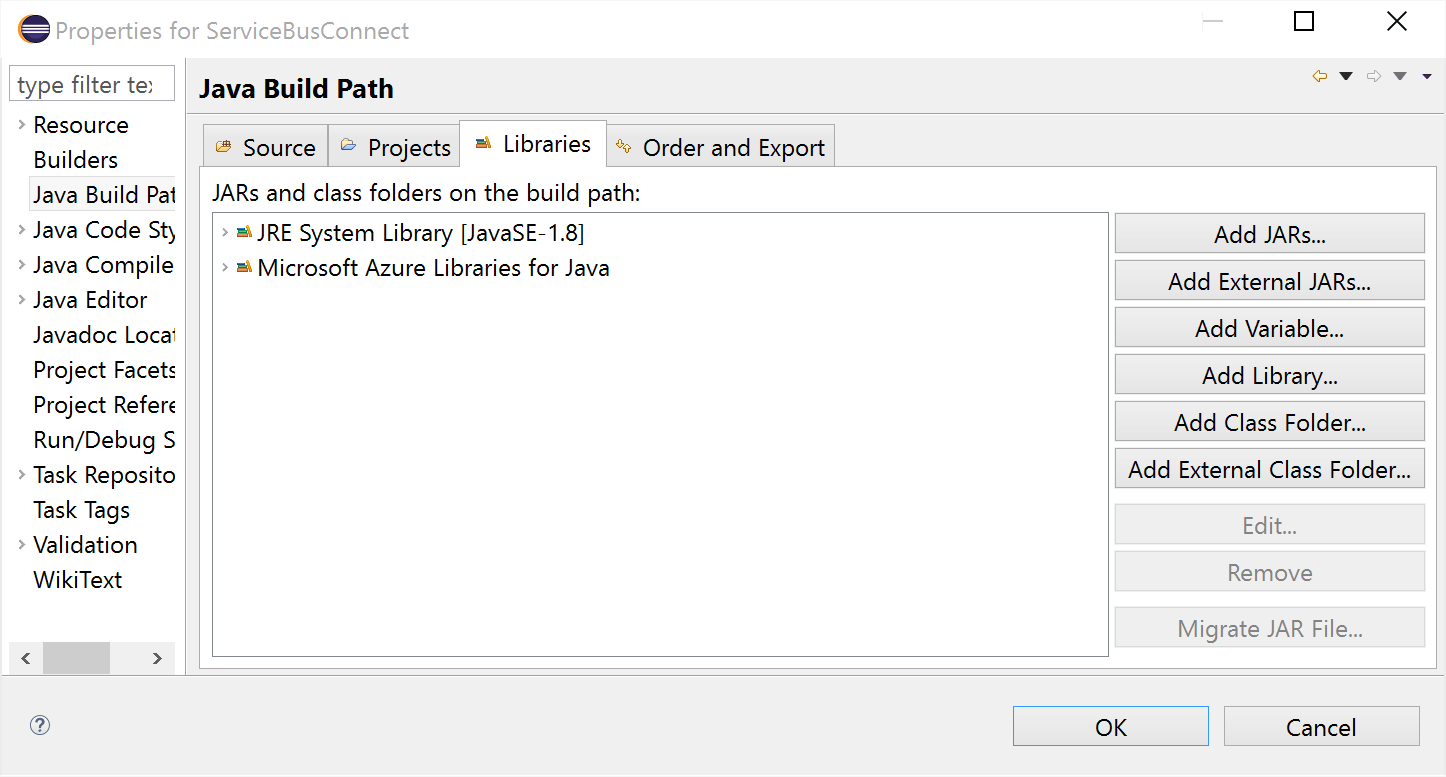 Properties for ServiceBusConnect
type filter tex
Java Build Path
Resource
Builders
Java Build Pat
Java Code Sty
Java Compile
Java Editor
Javadoc Locat
Project Facets
Project Refere
Run/Debug S
Task Reposito
Task Tags
Validation
WikiText
Source
Projects
Libraries
Order and Export
JARs and class folders on the build path:
JRE System Library [JavaSE-1.8]
Microsoft Azure Libraries for Java
Add JARs...
Add External JARs...
Add Variable...
Add Library...
Add Class Folder...
Add External Class Folder...
Edit...
Remove
Migrate JAR File...
OK
Cancel